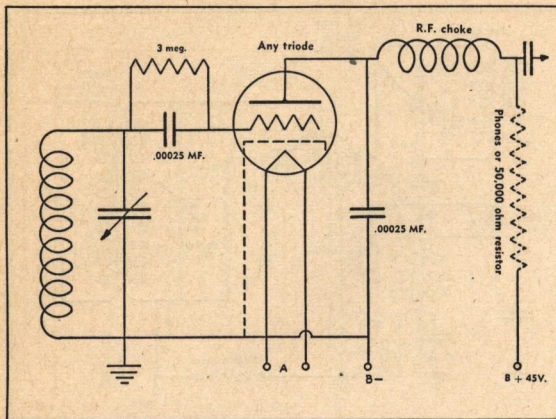 3 meg.
Any triode
R.F. choke
.00025 MF.
.00025 MF.
Phones or 50,000 ohm resistor
A
B–
B + 45V.